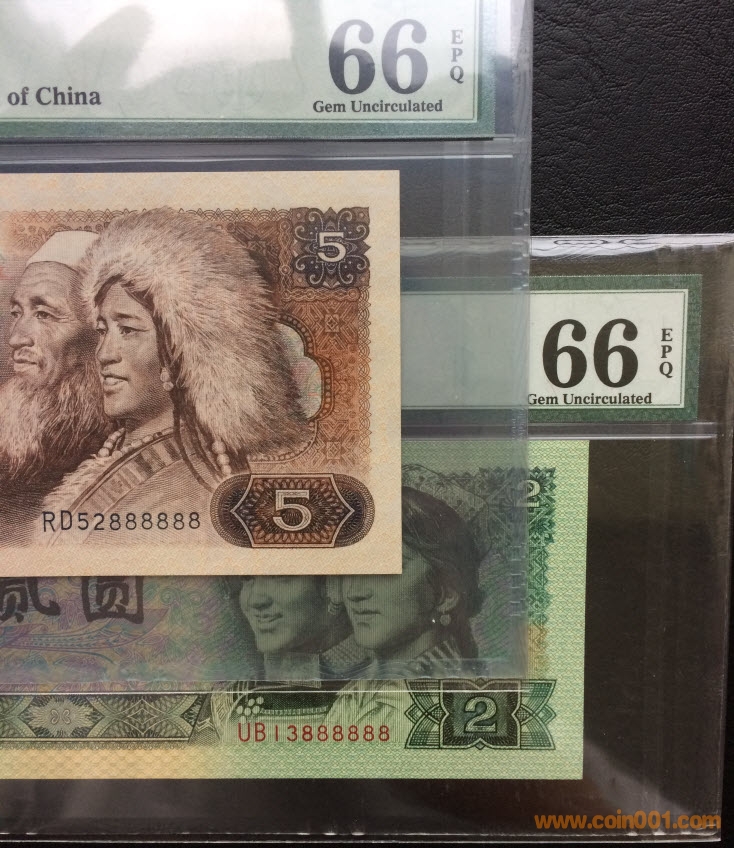 66
EPQ
of China
Gem Uncirculated
5
66
EPQ
Gem Uncirculated
RD52888888
5
2
贰圆
UB13888888
2
www.coin001.com